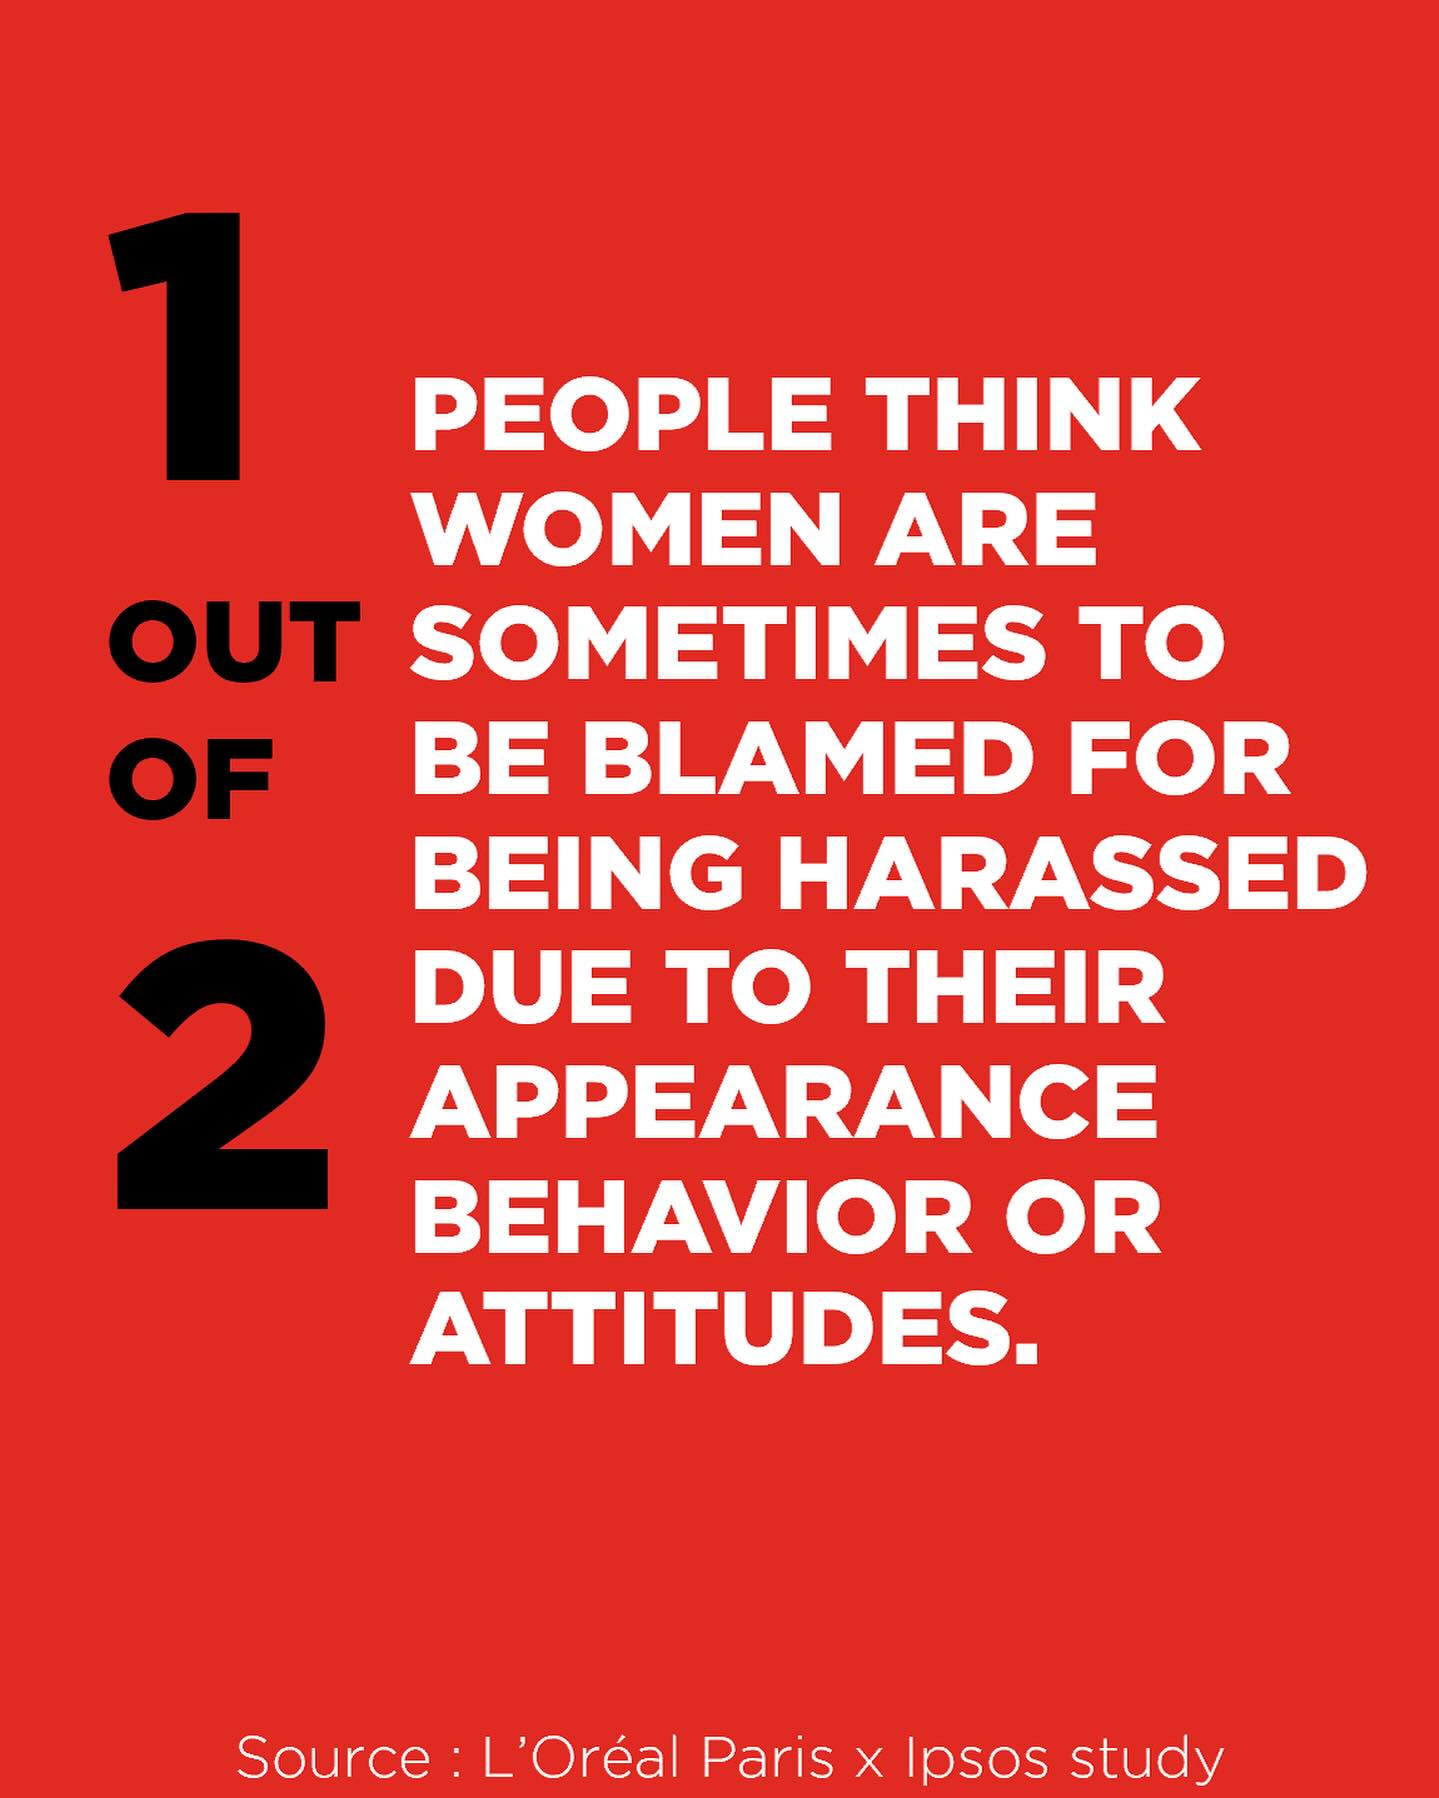 1
OUT
OF
2
PEOPLE THINK
WOMEN ARE
SOMETIMES TO
BE BLAMED FOR
BEING HARASSED
DUE TO THEIR
APPEARANCE
BEHAVIOR OR
ATTITUDES.
Source : L’Oréal Paris x Ipsos study